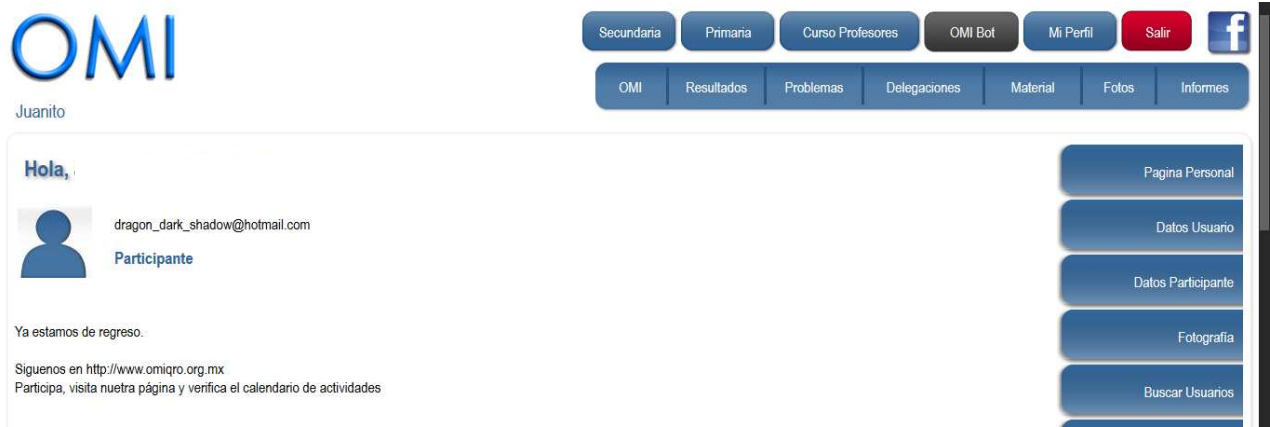 OMI
Secundaria Primaria Curso Profesores OMI Bot Mi Perfil Salir f
OMI Resultados Problemas Delegaciones Material Fotos Informes
Juanito
Hola,
Pagina Personal
dragon_dark_shadow@hotmail.com
Datos Usuario
Participante
Datos Participante
Ya estamos de regreso.
Fotografía
Siguenos en http://www.omiqro.org.mx
Participa, visita nuetra página y verifica el calendario de actividades
Buscar Usuarios